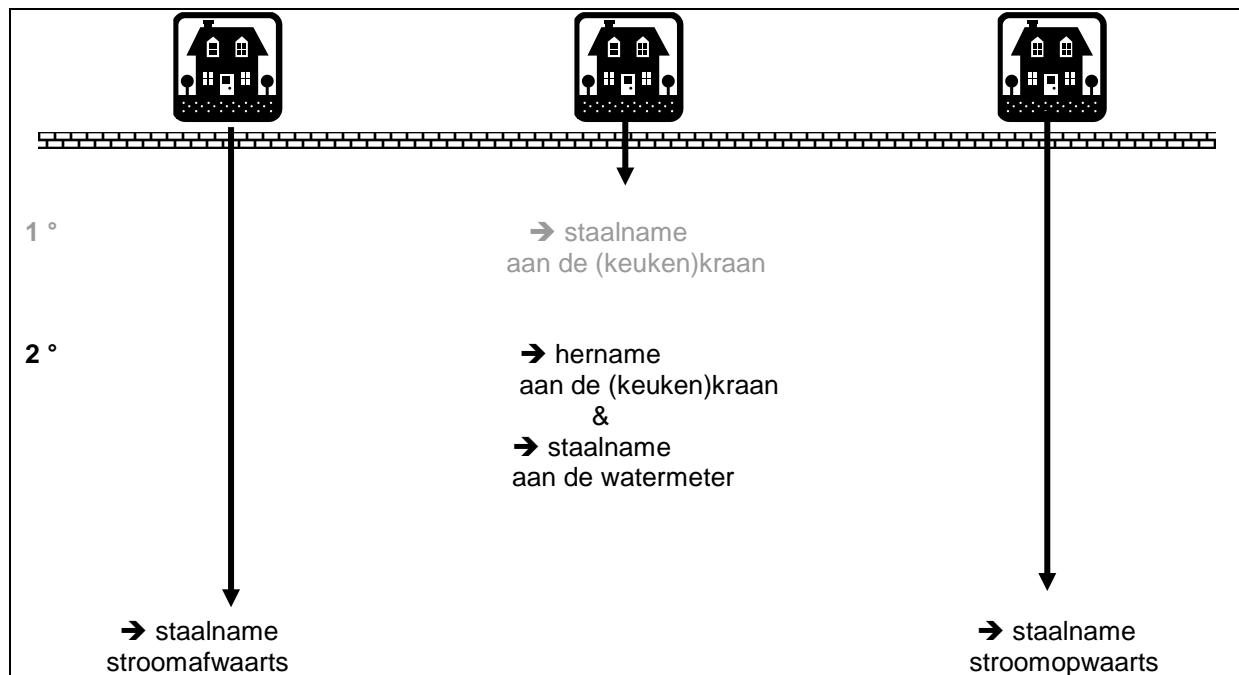 1 °
➔ staalname
aan de (keuken)kraan
2 °
➔ hername
aan de (keuken)kraan
&
➔ staalname
aan de watermeter
➔ staalname
stroomafwaarts
➔ staalname
stroomopwaarts